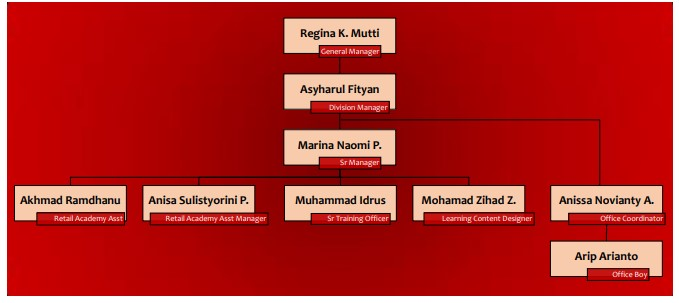 Regina K. Mutti
General Manager
Asyharul Fityan
Division Manager
Marina Naomi P.
Sr Manager
Akhmad Ramdhanu
Retail Academy Asst
Anisa Sulistyorini P.
Retail Academy Asst Manager
Muhammad Idrus
Sr Training Officer
Mohamad Zihad Z.
Learning Content Designer
Anissa Novianty A.
Office Coordinator
Arip Arianto
Office Boy